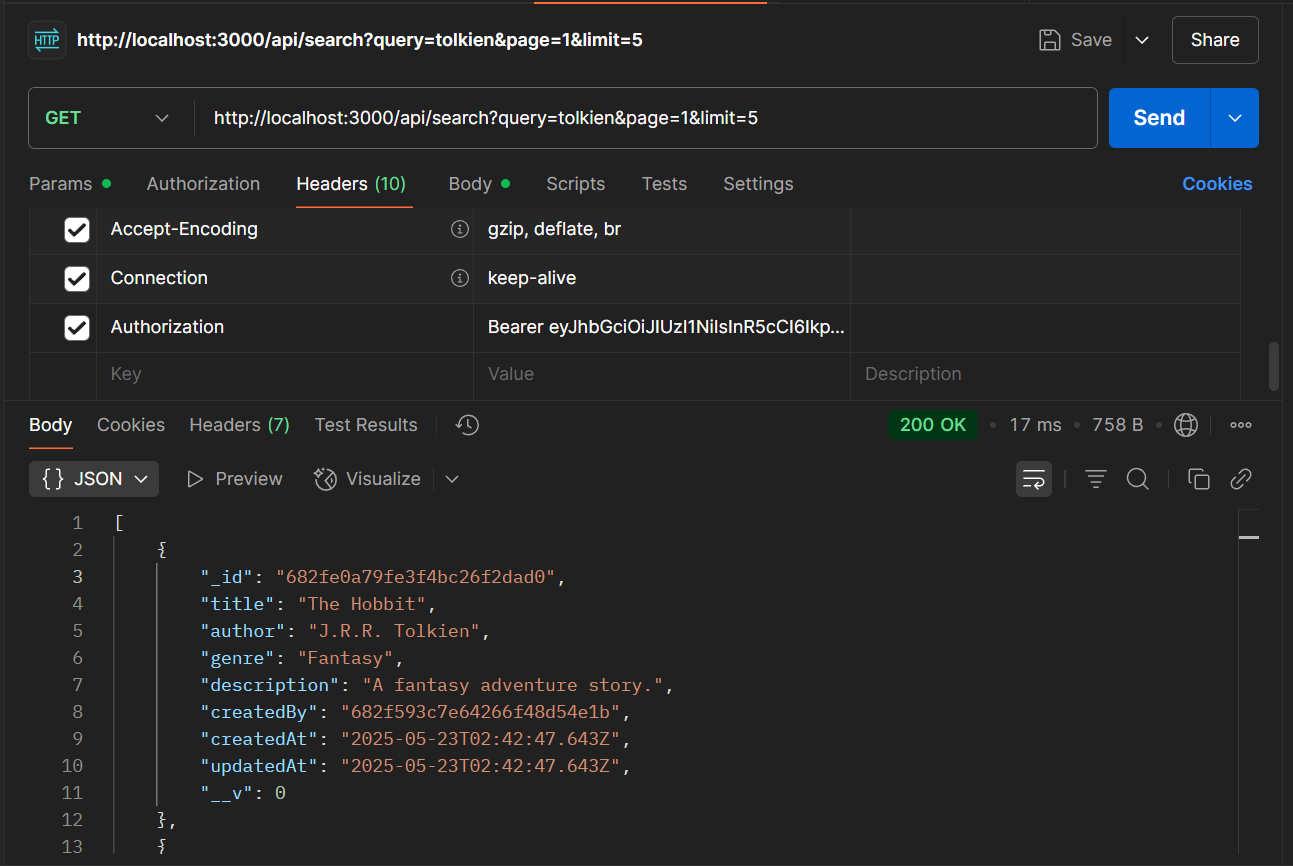 HTTP http://localhost:3000/api/search?query=tolkien&page=1&limit=5 Save Share
GET http://localhost:3000/api/search?query=tolkien&page=1&limit=5 Send
Params Authorization Headers (10) Body Scripts Tests Settings Cookies
Accept-Encoding gzip, deflate, br
Connection keep-alive
Authorization Bearer eyJhbGciOiJIUzI1NiIsInR5cCI6Ikp...
Key Value Description
Body Cookies Headers (7) Test Results 200 OK • 17 ms • 758 B •
{} JSON Preview Visualize
1 [
2 {
3 "_id": "682fe0a79fe3f4bc26f2dad0",
4 "title": "The Hobbit",
5 "author": "J.R.R. Tolkien",
6 "genre": "Fantasy",
7 "description": "A fantasy adventure story.",
8 "createdBy": "682f593c7e64266f48d54e1b",
9 "createdAt": "2025-05-23T02:42:47.643Z",
10 "updatedAt": "2025-05-23T02:42:47.643Z",
11 "__v": 0
12 },
13 {